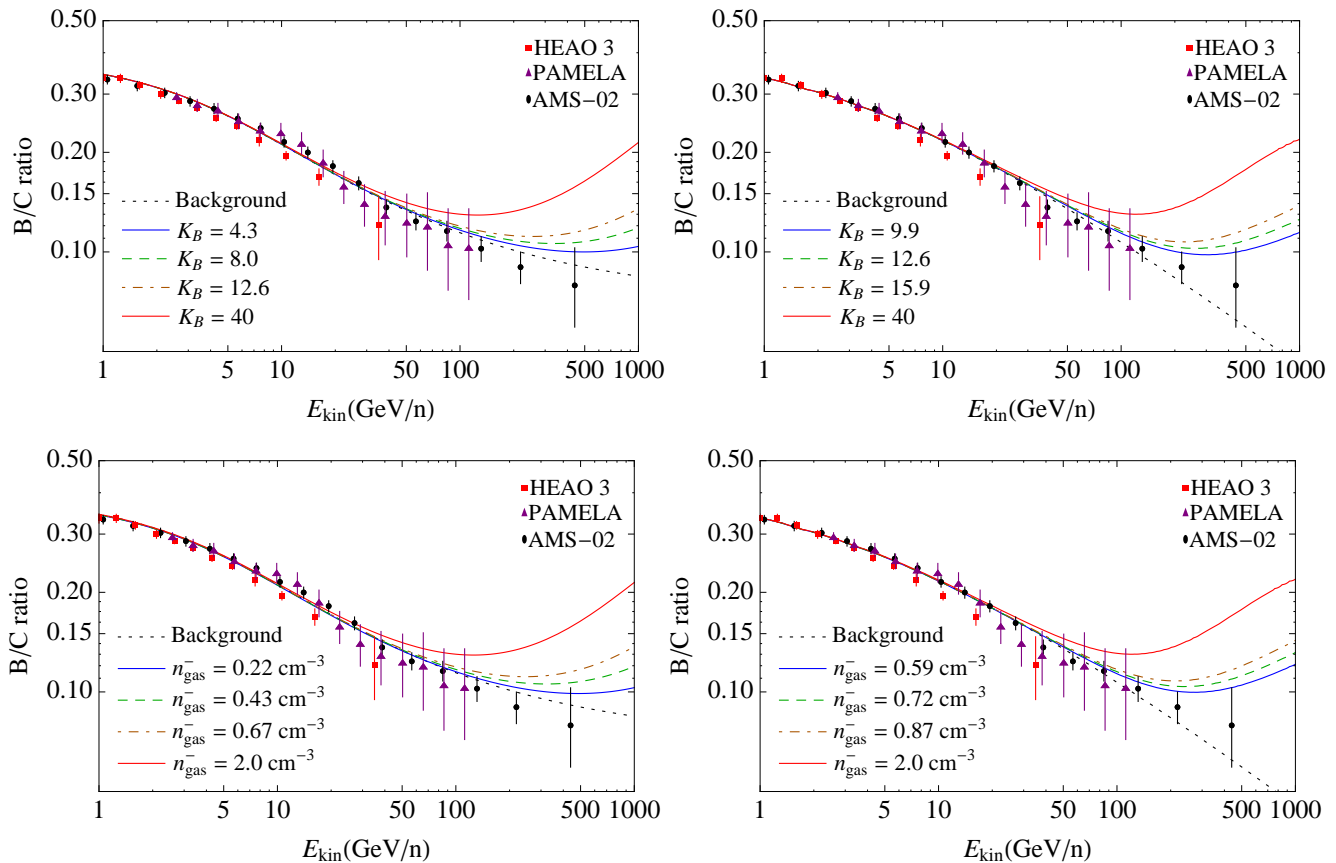 0.50
0.30
0.20
0.15
0.10
B/C ratio
HEAO 3
PAMELA
AMS−02
Background
K_B = 4.3
K_B = 8.0
K_B = 12.6
K_B = 40
1 5 10 50 100 500 1000
E_kin(GeV/n)
0.50
0.30
0.20
0.15
0.10
B/C ratio
HEAO 3
PAMELA
AMS−02
Background
K_B = 9.9
K_B = 12.6
K_B = 15.9
K_B = 40
1 5 10 50 100 500 1000
E_kin(GeV/n)
0.50
0.30
0.20
0.15
0.10
B/C ratio
HEAO 3
PAMELA
AMS−02
Background
n⁻_gas = 0.22 cm⁻³
n⁻_gas = 0.43 cm⁻³
n⁻_gas = 0.67 cm⁻³
n⁻_gas = 2.0 cm⁻³
1 5 10 50 100 500 1000
E_kin(GeV/n)
0.50
0.30
0.20
0.15
0.10
B/C ratio
HEAO 3
PAMELA
AMS−02
Background
n⁻_gas = 0.59 cm⁻³
n⁻_gas = 0.72 cm⁻³
n⁻_gas = 0.87 cm⁻³
n⁻_gas = 2.0 cm⁻³
1 5 10 50 100 500 1000
E_kin(GeV/n)